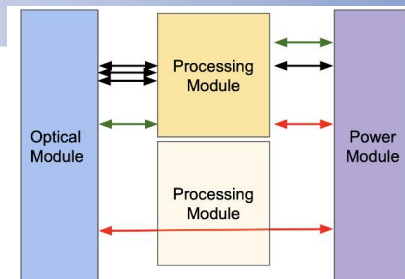 Processing
Module
Optical
Module
Power
Module
Processing
Module